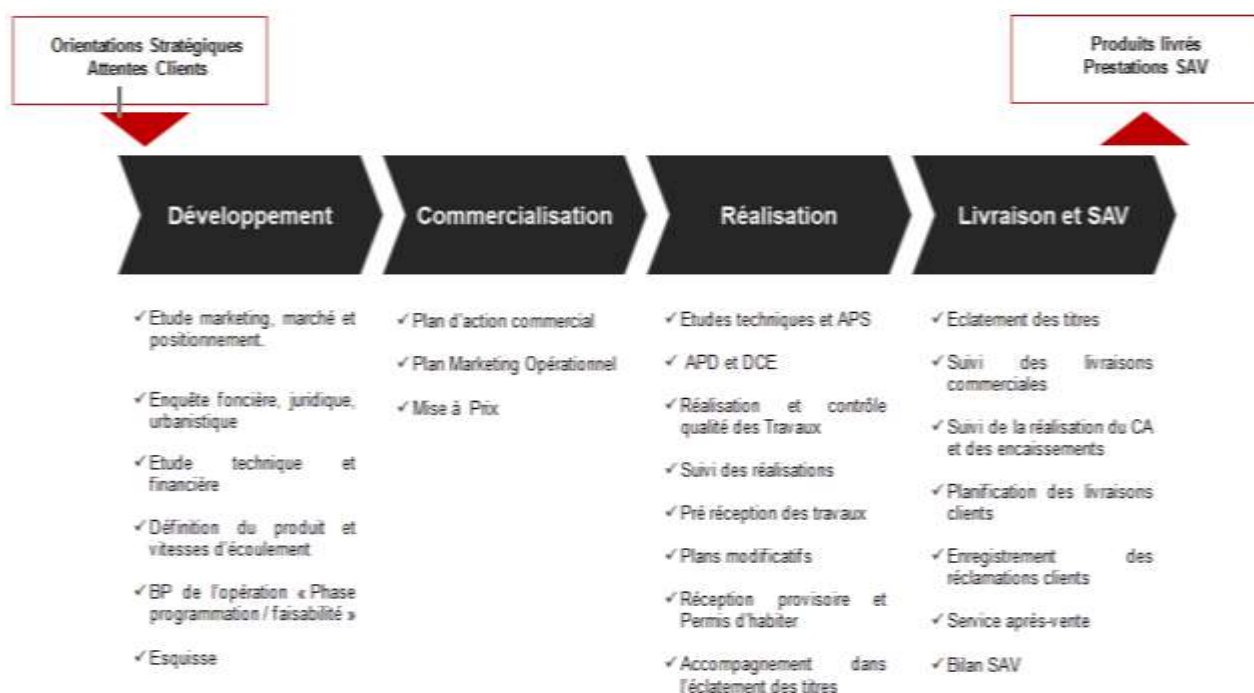 Orientations Stratégiques
Attentes Clients
Produits livrés
Prestations SAV
Développement
Commercialisation
Réalisation
Livraison et SAV
✓ Etude marketing, marché et
positionnement.
✓ Enquête foncière, juridique,
urbanistique
✓ Etude technique et
financière
✓ Définition du produit et
vitesses d'écoulement
✓ BP de l'opération « Phase
programmation / faisabilité »
✓ Esquisse
✓ Plan d'action commercial
✓ Plan Marketing Opérationnel
✓ Mise à Prix
✓ Etudes techniques et APS
✓ APD et DCE
✓ Réalisation et contrôle
qualité des Travaux
✓ Suivi des réalisations
✓ Pré réception des travaux
✓ Plans modificatifs
✓ Réception provisoire et
Permis d'habiter
✓ Accompagnement dans
l'éclatement des titres
✓ Eclatement des titres
✓ Suivi des livraisons
commerciales
✓ Suivi de la réalisation du CA
et des encaissements
✓ Planification des livraisons
clients
✓ Enregistrement des
réclamations clients
✓ Service après-vente
✓ Bilan SAV